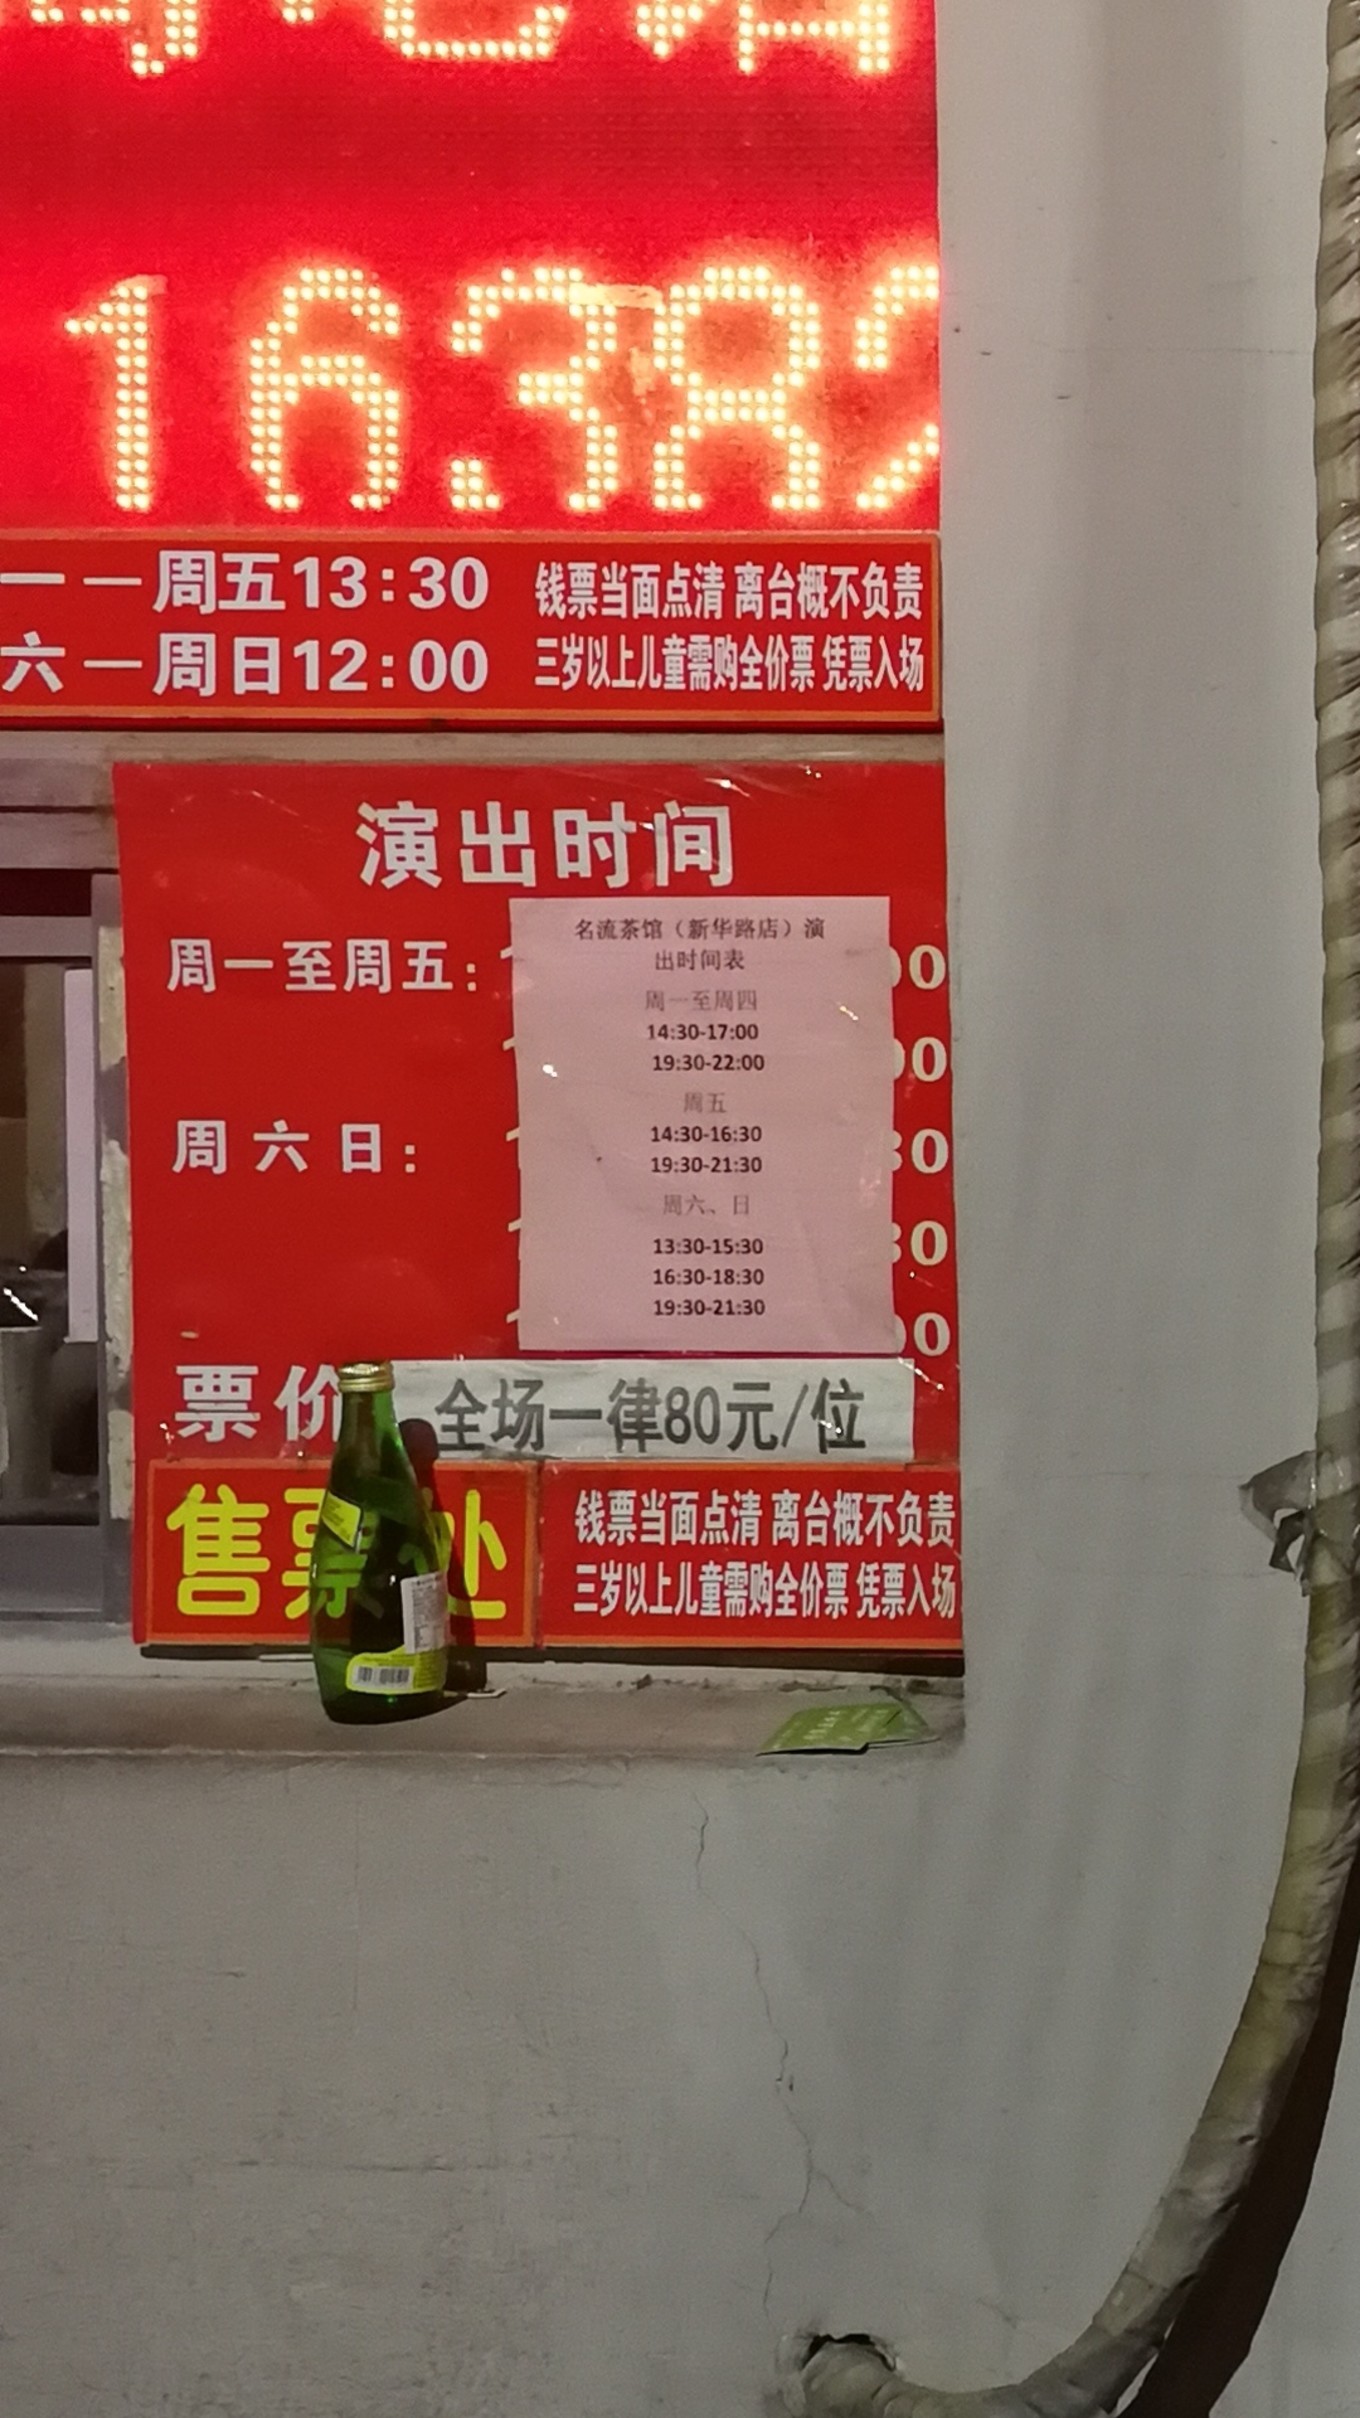 1638
一 — 周五13:30
六 — 周日12:00
钱票当面点清 离台概不负责
三岁以上儿童需购全价票 凭票入场
演出时间
周一至周五:
周六日:
名流茶馆（新华路店）演
出时间表
周一至周四
14:30-17:00
19:30-22:00
周五
14:30-16:30
19:30-21:30
周六、日
13:30-15:30
16:30-18:30
19:30-21:30
票价
全场一律80元/位
售票处
钱票当面点清 离台概不负责
三岁以上儿童需购全价票 凭票入场